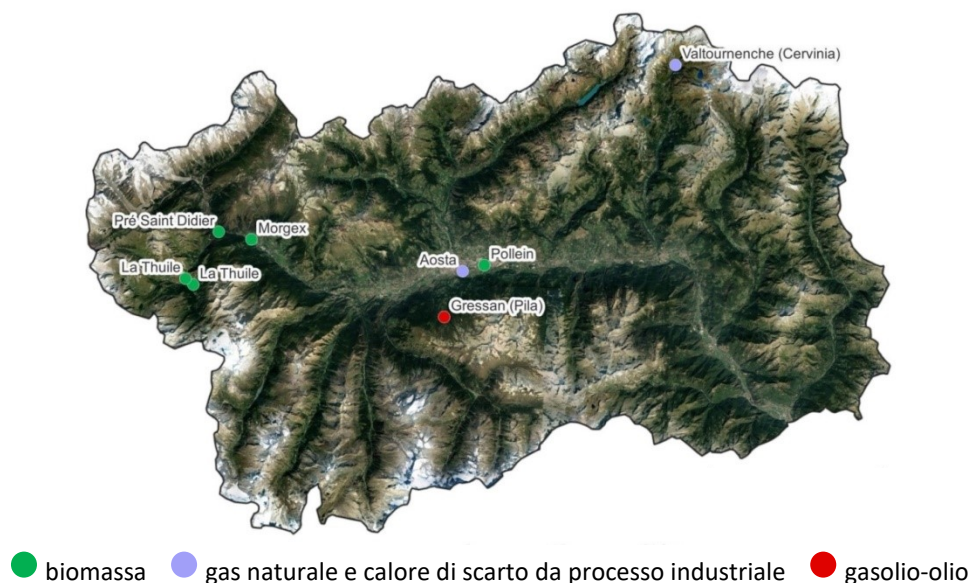 Valtournenche (Cervinia)
Pré Saint Didier
Morgex
La Thuile
La Thuile
Aosta
Pollein
Gressan (Pila)
biomassa gas naturale e calore di scarto da processo industriale gasolio-olio